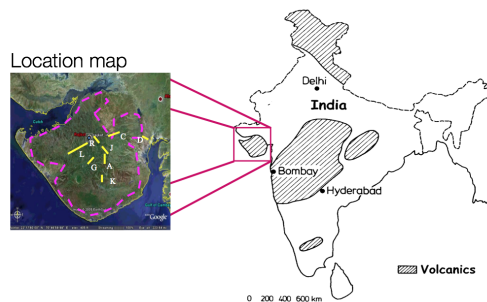 Location map
C
D
R
J
L
G
A
K
Google
Delhi
India
Bombay
Hyderabad
Volcanics
0 200 400 600 km